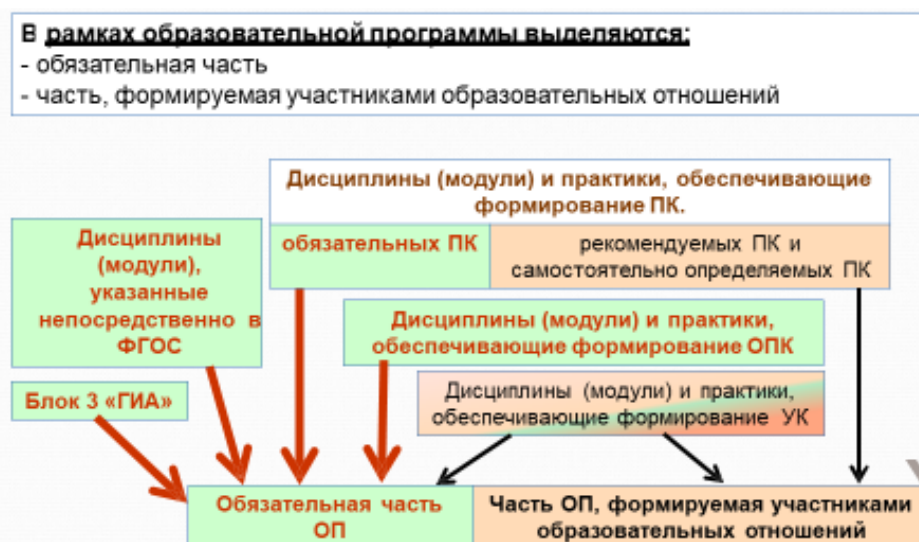 В рамках образовательной программы выделяются:
- обязательная часть
- часть, формируемая участниками образовательных отношений
Дисциплины (модули) и практики, обеспечивающие
формирование ПК.
обязательных ПК
рекомендуемых ПК и
самостоятельно определяемых ПК
Дисциплины
(модули),
указанные
непосредственно в
ФГОС
Дисциплины (модули) и практики,
обеспечивающие формирование ОПК
Блок 3 «ГИА»
Дисциплины (модули) и практики,
обеспечивающие формирование УК
Обязательная часть
ОП
Часть ОП, формируемая участниками
образовательных отношений